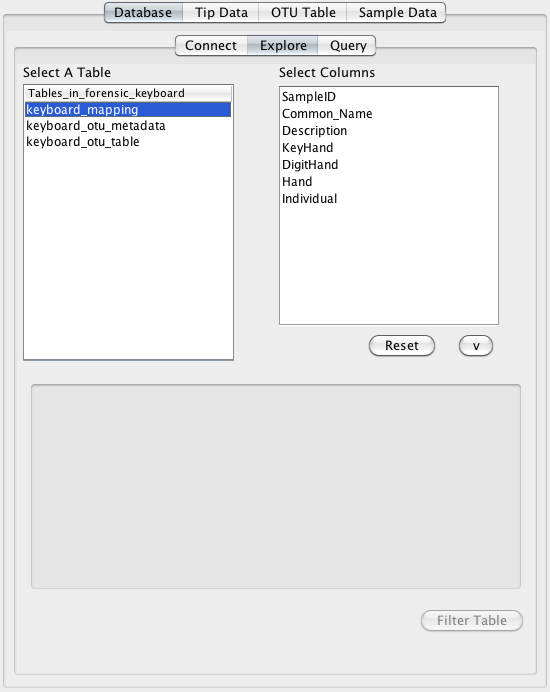 Database Tip Data OTU Table Sample Data
Connect Explore Query
Select A Table
Tables_in_forensic_keyboard
keyboard_mapping
keyboard_otu_metadata
keyboard_otu_table
Select Columns
SampleID
Common_Name
Description
KeyHand
DigitHand
Hand
Individual
Reset v
Filter Table